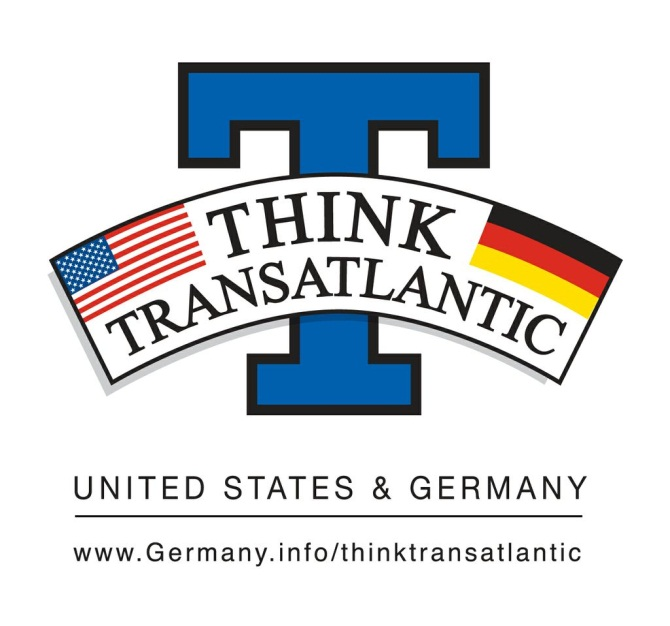 T
THINK
TRANSATLANTIC
UNITED STATES & GERMANY
www.Germany.info/thinktransatlantic